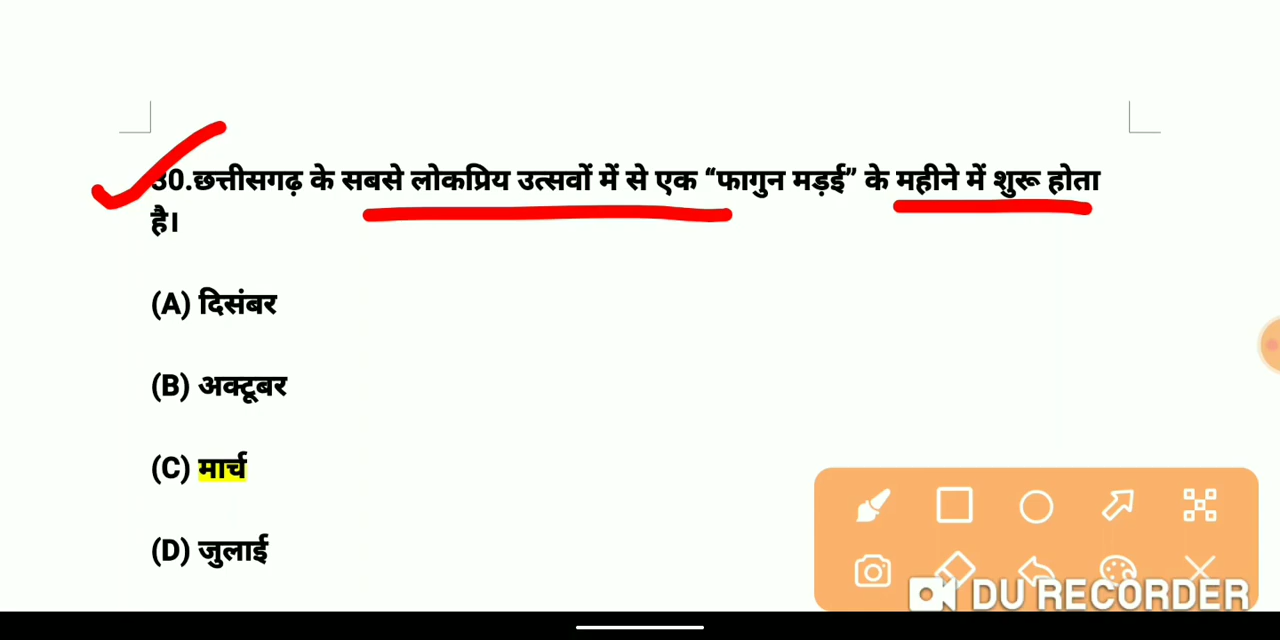 30.छत्तीसगढ़ के सबसे लोकप्रिय उत्सवों में से एक “फागुन मड़ई” के महीने में शुरू होता
है।
(A) दिसंबर
(B) अक्टूबर
(C) मार्च
(D) जुलाई
DU RECORDER